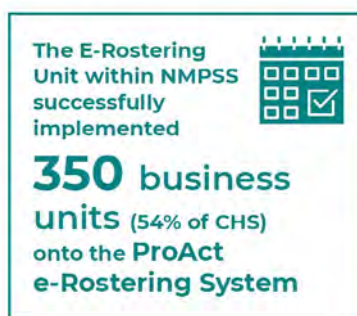 The E-Rostering
Unit within NMPSS
successfully
implemented
350 business
units (54% of CHS)
onto the ProAct
e-Rostering System